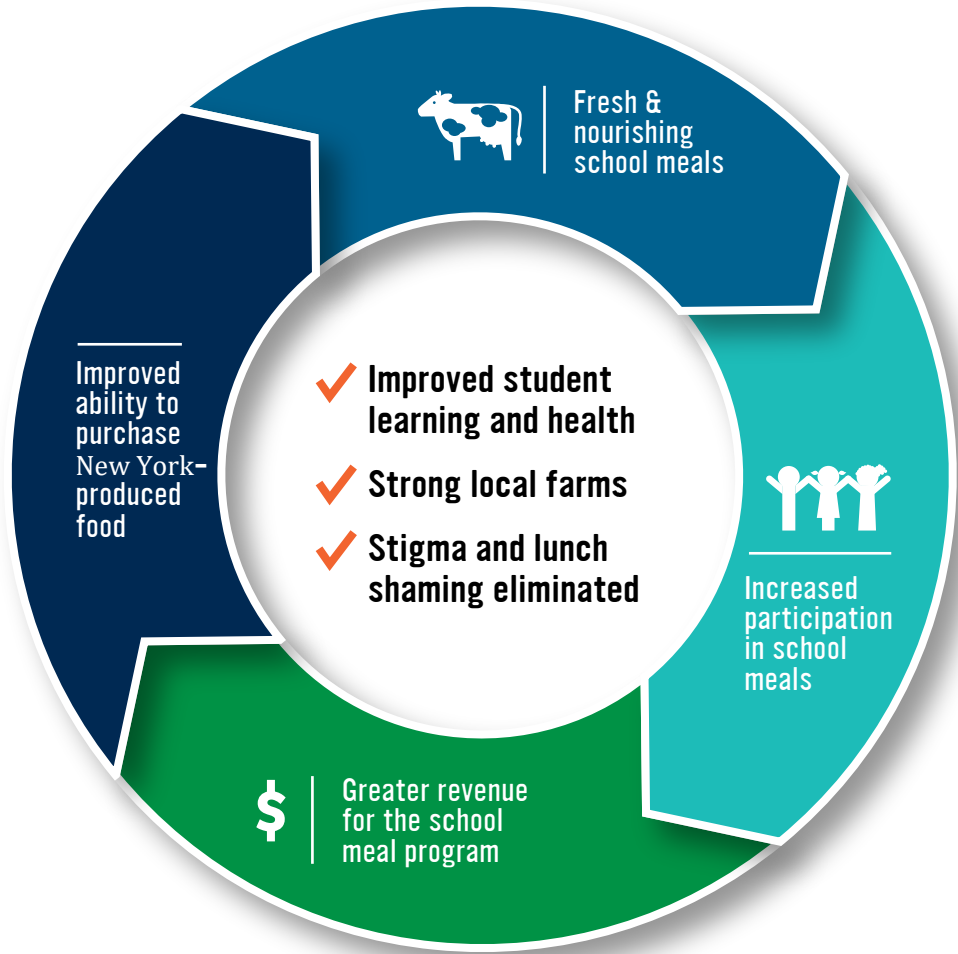 Fresh &
nourishing
school meals
Increased
participation
in school
meals
$
Greater revenue
for the school
meal program
Improved
ability to
purchase
New York-
produced
food
Improved student
learning and health
Strong local farms
Stigma and lunch
shaming eliminated